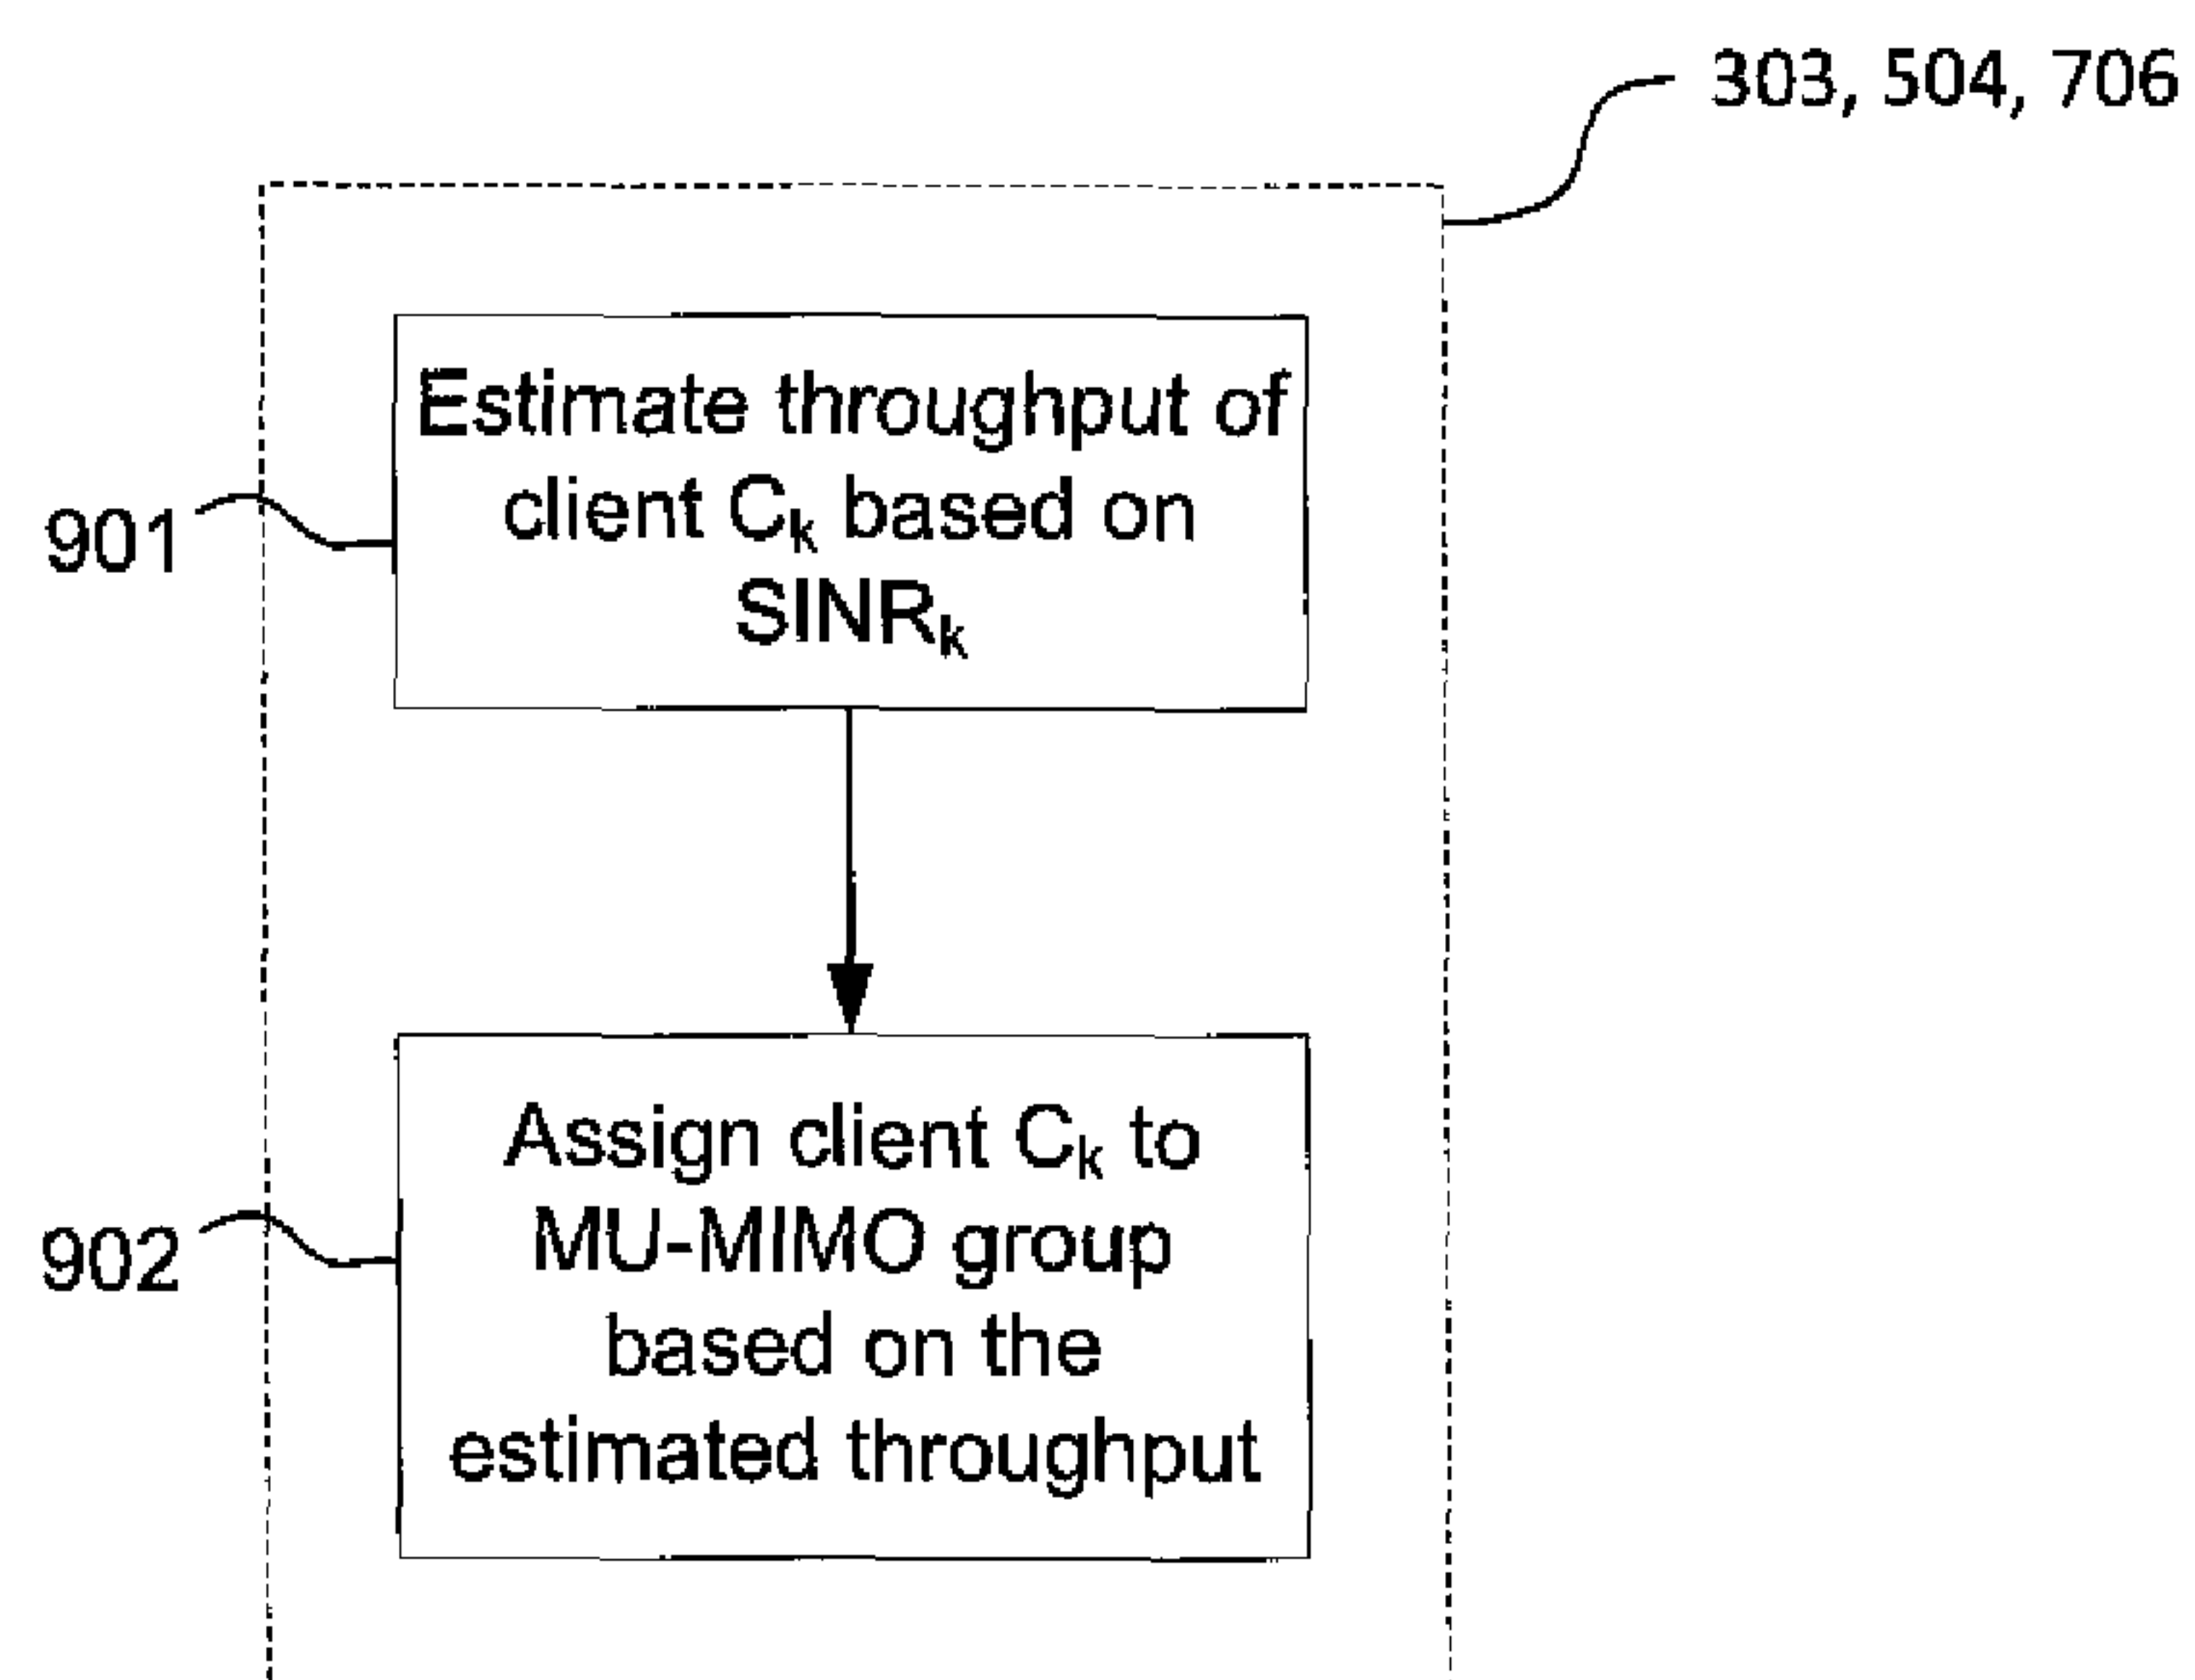 303, 504, 706
Estimate throughput of
client Ck based on
SINRk
901
Assign client Ck to
MU-MIMO group
based on the
estimated throughput
902